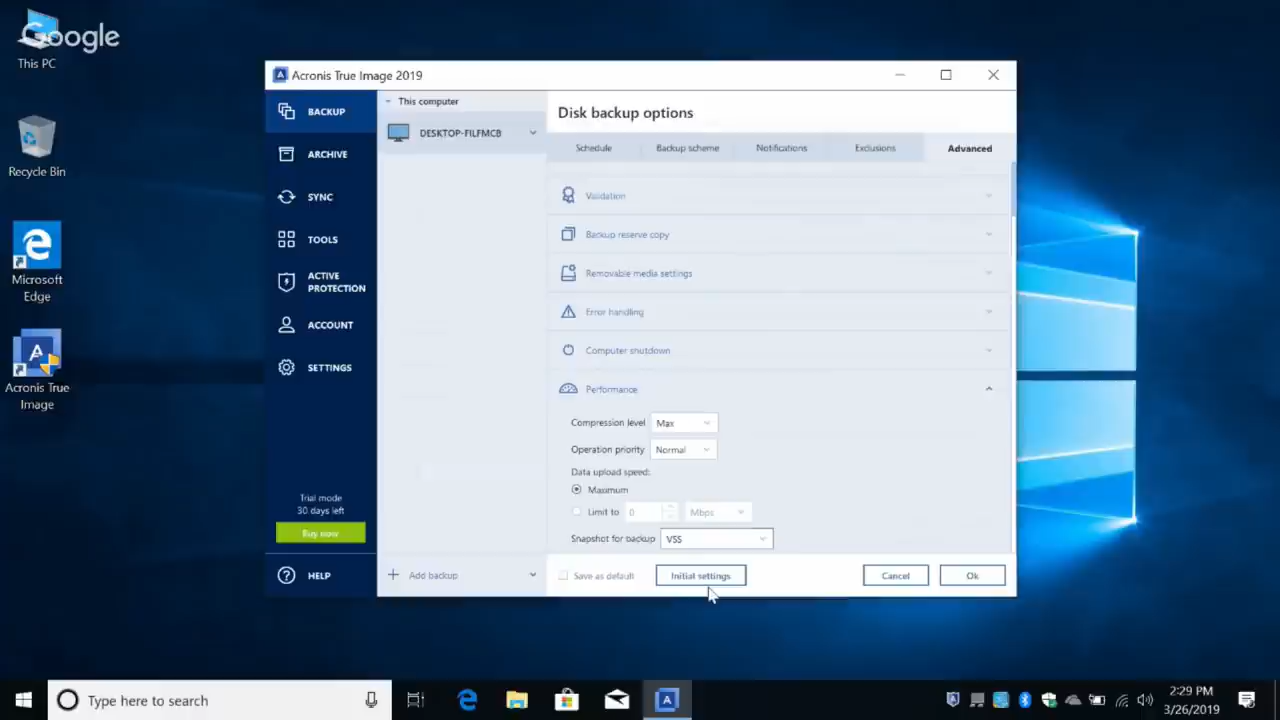 Google
This PC
Recycle Bin
Microsoft
Edge
Acronis True
Image
Acronis True Image 2019
BACKUP
ARCHIVE
SYNC
TOOLS
ACTIVE
PROTECTION
ACCOUNT
SETTINGS
Trial mode
30 days left
Buy now
HELP
This computer
DESKTOP-FILFMCB
Add backup
Disk backup options
Schedule Backup scheme Notifications Exclusions Advanced
Validation
Backup reserve copy
Removable media settings
Error handling
Computer shutdown
Performance
Compression level Max
Operation priority Normal
Data upload speed:
Maximum
Limit to 0 Mbps
Snapshot for backup VSS
Save as default Initial settings Cancel Ok
Type here to search
2:29 PM
3/26/2019